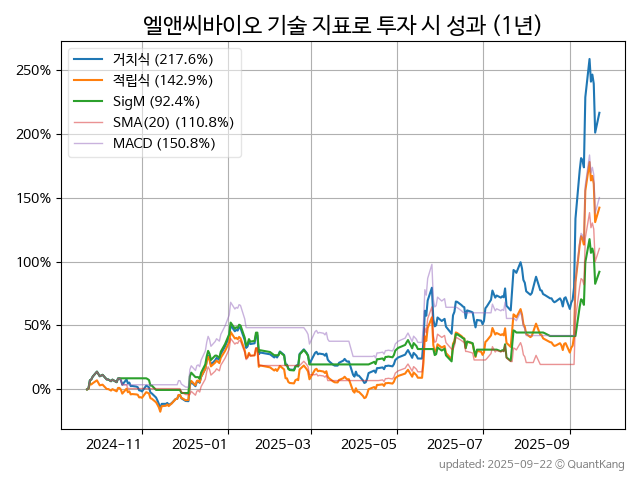 엘앤씨바이오 기술 지표로 투자 시 성과 (1년)
거치식 (217.6%)
적립식 (142.9%)
SigM (92.4%)
SMA(20) (110.8%)
MACD (150.8%)
250%
200%
150%
100%
50%
0%
2024-11 2025-01 2025-03 2025-05 2025-07 2025-09
updated: 2025-09-22 © QuantKang